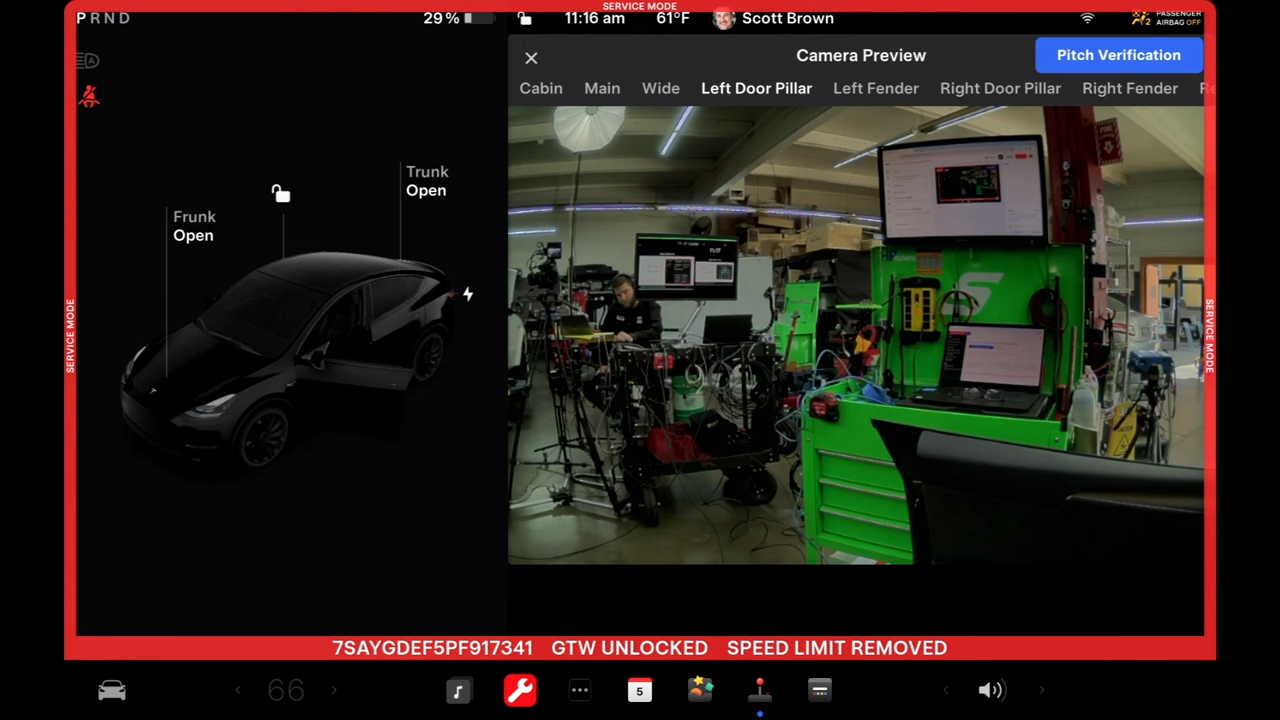 SERVICE MODE
P R N D
29 %
11:16 am
61°F
Scott Brown
PASSENGER
AIRBAG OFF
Camera Preview
Pitch Verification
Cabin
Main
Wide
Left Door Pillar
Left Fender
Right Door Pillar
Right Fender
Trunk
Open
Frunk
Open
SERVICE MODE
SERVICE MODE
7SAYGDEF5PF917341 GTW UNLOCKED SPEED LIMIT REMOVED
66
5